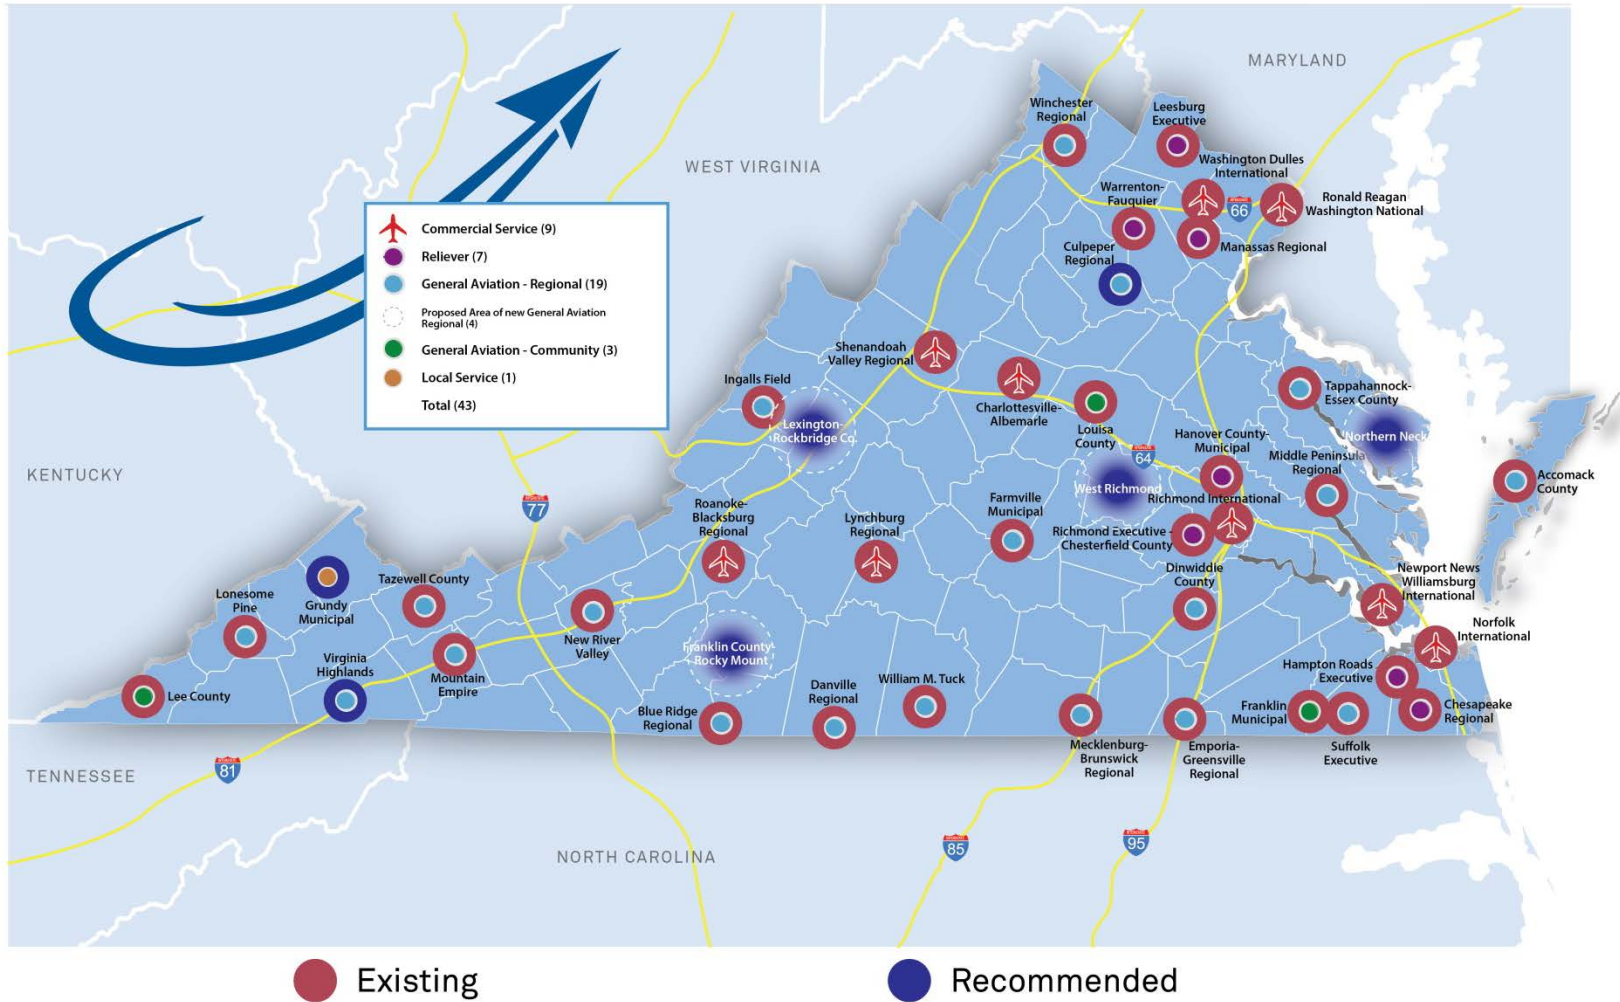 MARYLAND
WEST VIRGINIA
KENTUCKY
TENNESSEE
NORTH CAROLINA
Commercial Service (9)
Reliever (7)
General Aviation - Regional (19)
Proposed Area of new General Aviation
Regional (4)
General Aviation - Community (3)
Local Service (1)
Total (43)
Winchester
Regional
Leesburg
Executive
Washington Dulles
International
Warrenton-
Fauquier
66
Ronald Reagan
Washington National
Manassas Regional
Culpeper
Regional
Shenandoah
Valley Regional
Ingalls Field
Lexington-
Rockbridge Co.
Charlottesville-
Albemarle
Louisa
County
Tappahannock-
Essex County
Northern Neck
Hanover County-
Municipal
64
Middle Peninsula
Regional
West Richmond
Richmond International
Accomack
County
77
Roanoke-
Blacksburg
Regional
Lynchburg
Regional
Farmville
Municipal
Richmond Executive -
Chesterfield County
Dinwiddie
County
Newport News
Williamsburg
International
Norfolk
International
Tazewell County
Lonesome
Pine
Grundy
Municipal
New River
Valley
Franklin County -
Rocky Mount
Virginia
Highlands
Mountain
Empire
Lee County
Blue Ridge
Regional
Danville
Regional
William M. Tuck
Hampton Roads
Executive
Franklin
Municipal
Chesapeake
Regional
Suffolk
Executive
Mecklenburg-
Brunswick
Regional
Emporia-
Greensville
Regional
81
85
95
Existing
Recommended